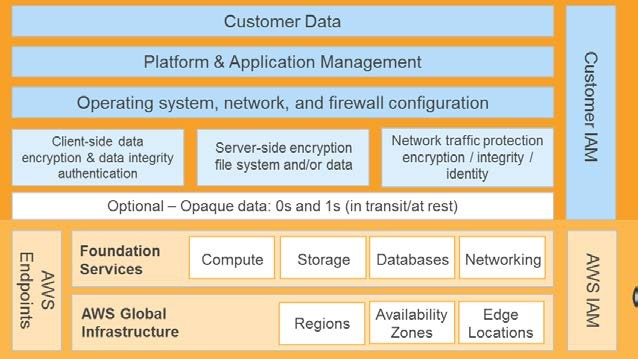 Customer Data
Platform & Application Management
Operating system, network, and firewall configuration
Client-side data
encryption & data integrity
authentication
Server-side encryption
file system and/or data
Network traffic protection
encryption / integrity /
identity
Optional – Opaque data: 0s and 1s (in transit/at rest)
Customer IAM
AWS
Endpoints
Foundation
Services
Compute
Storage
Databases
Networking
AWS Global
Infrastructure
Regions
Availability
Zones
Edge
Locations
AWS IAM